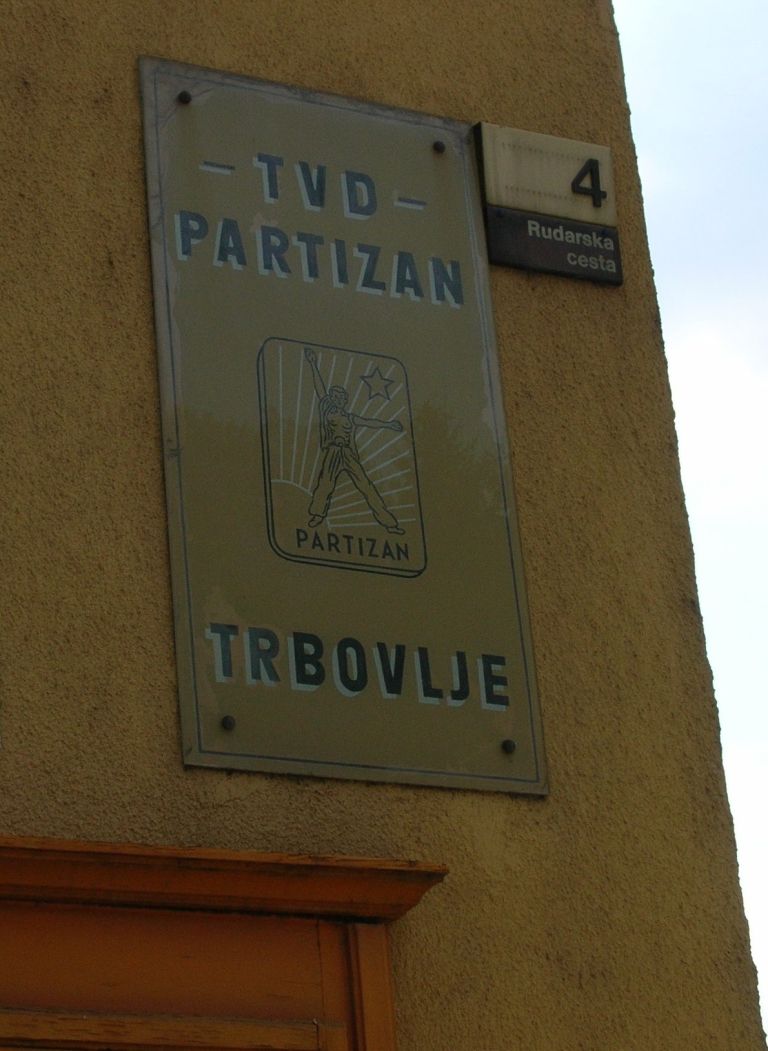 - TVD -
PARTIZAN
PARTIZAN
TRBOVLJE
4
Rudarska
cesta